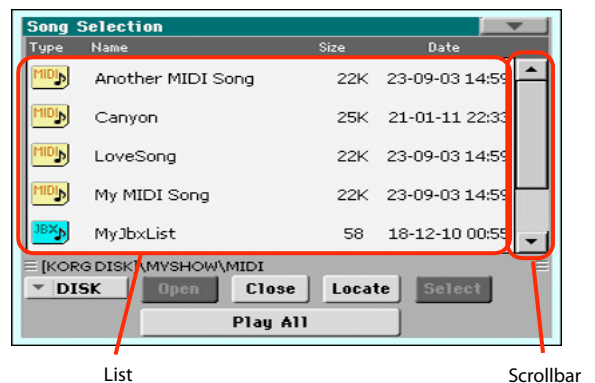 Song Selection
Type Name Size Date
MIDI Another MIDI Song 22K 23-09-03 14:59
MIDI Canyon 25K 21-01-11 22:33
MIDI LoveSong 22K 23-09-03 14:59
MIDI My MIDI Song 22K 23-09-03 14:59
JBX MyJbxList 58 18-12-10 00:55
[KORG DISK]\MYSHOW\MIDI
DISK Open Close Locate Select
Play All
List Scrollbar